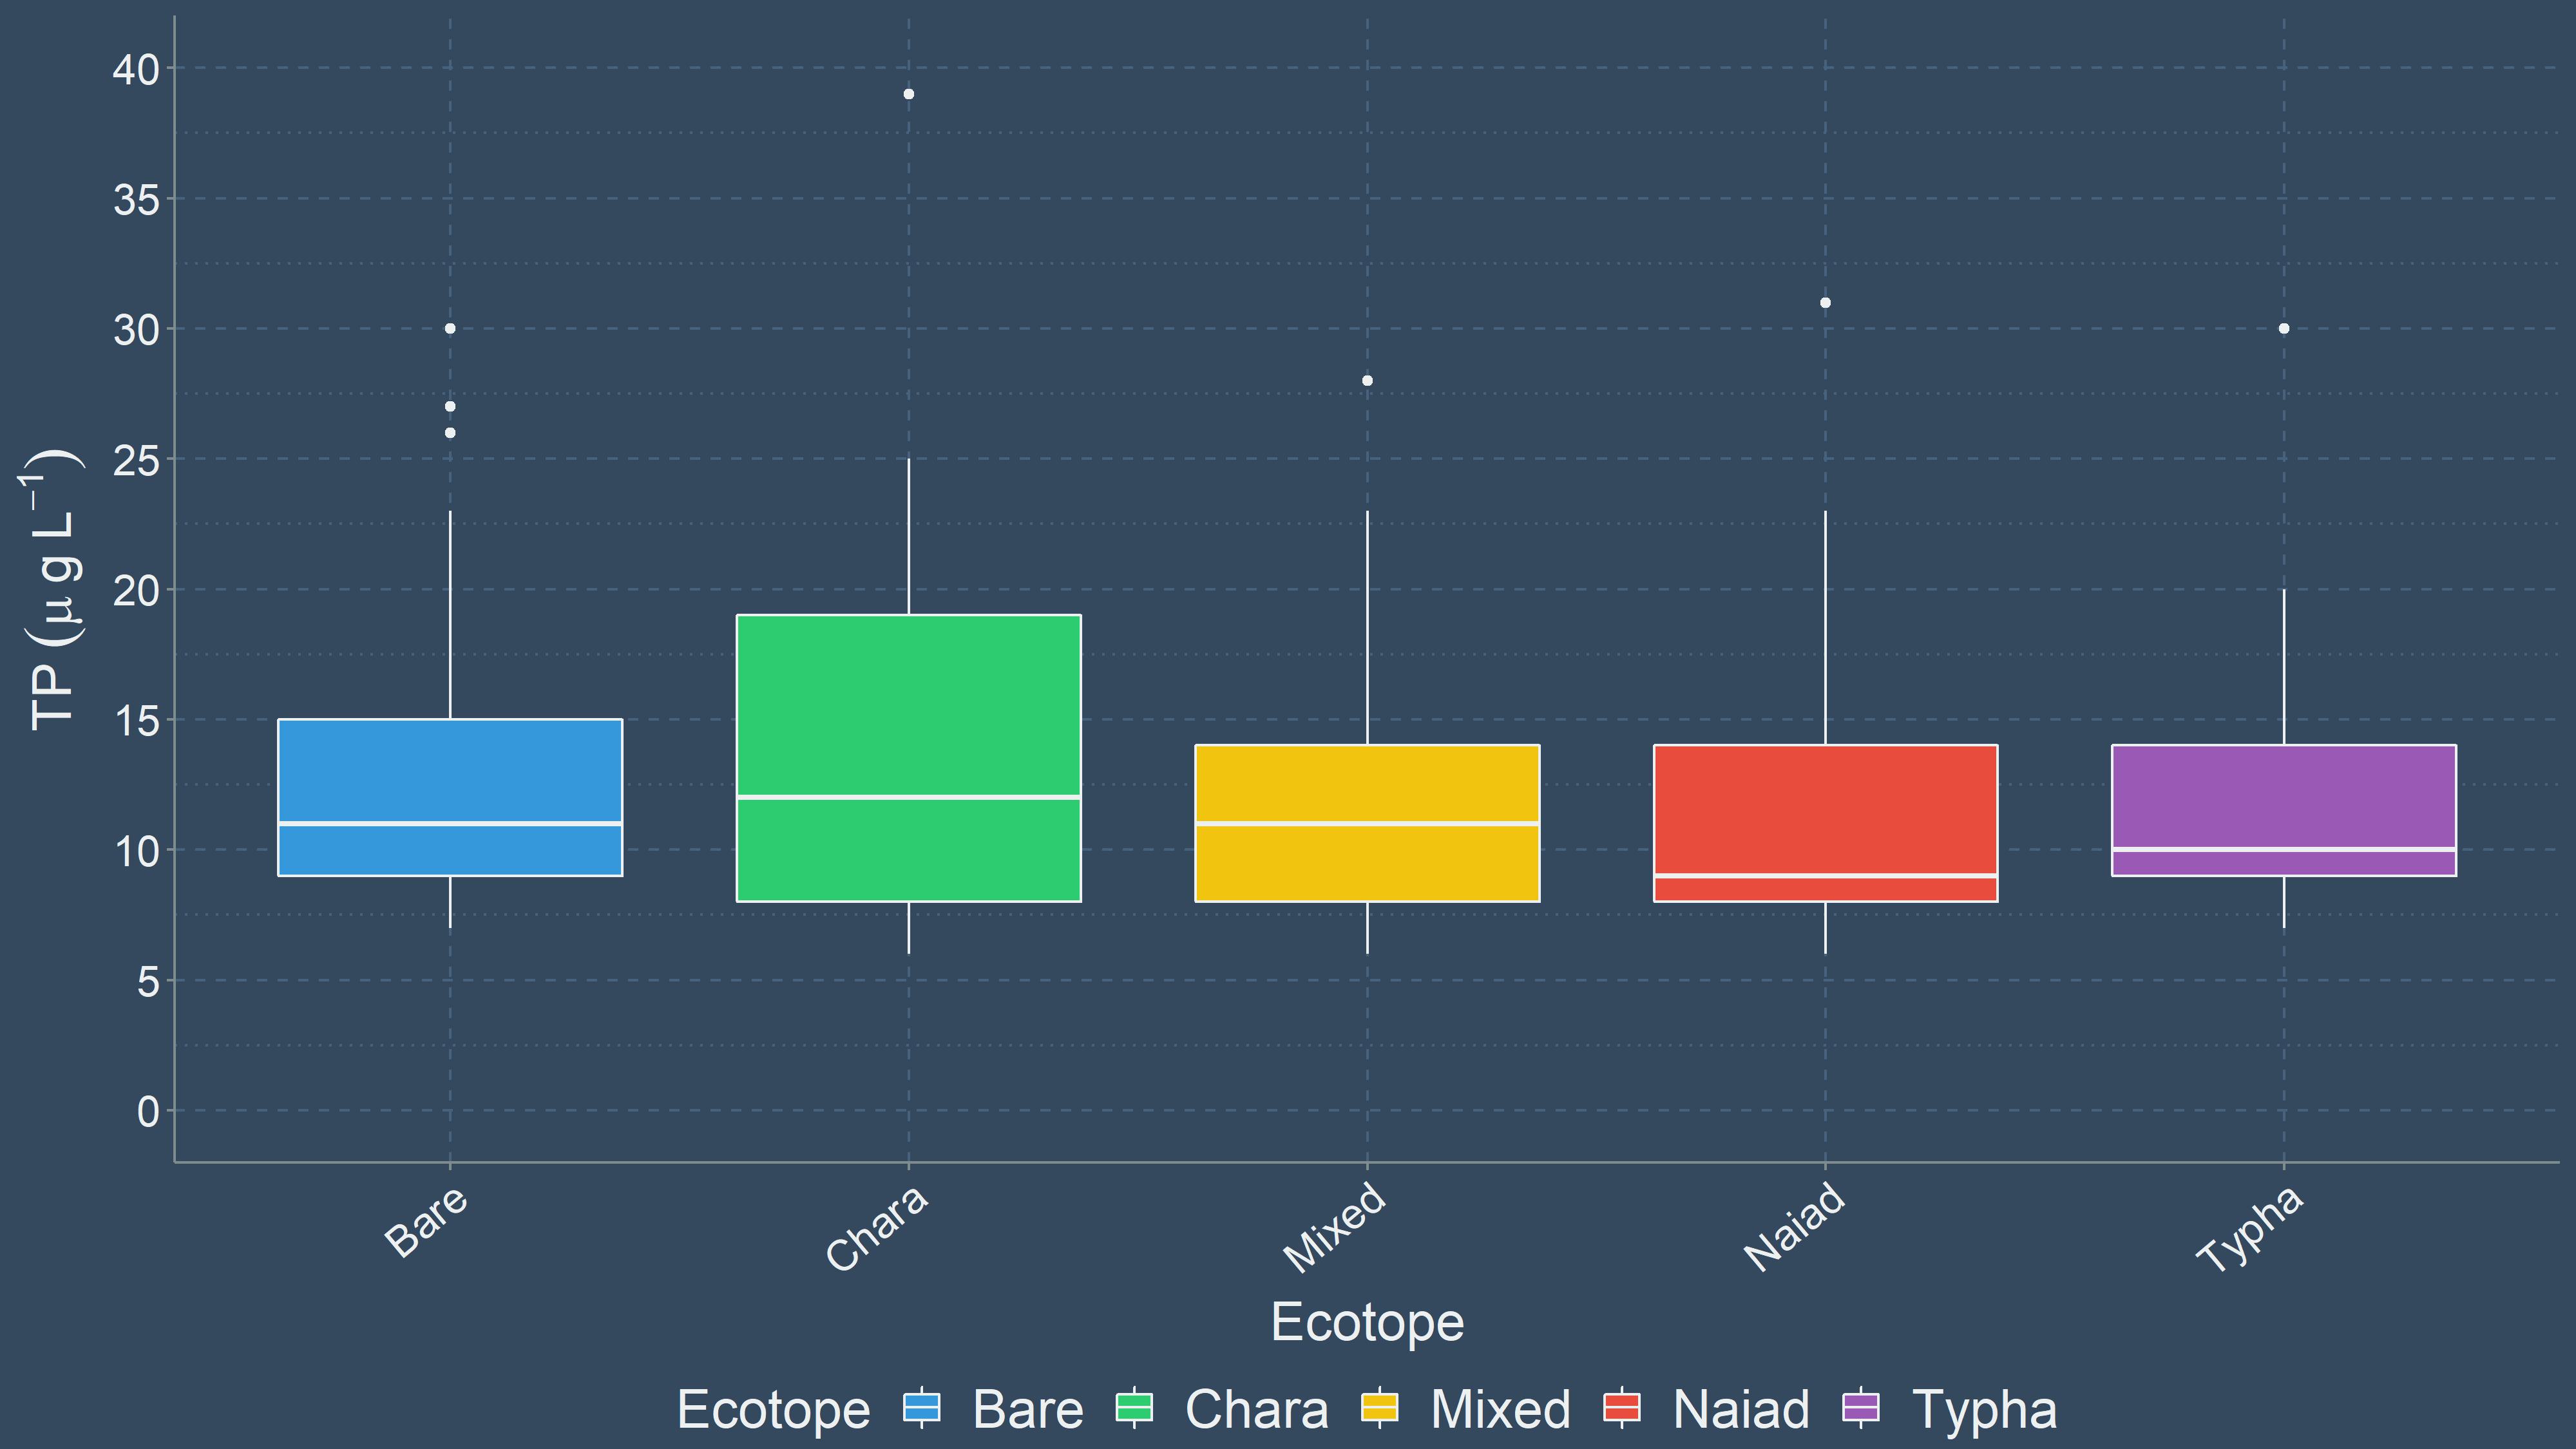 40
35
30
25
20
15
10
5
0
TP (μ g L⁻¹)
Bare
Chara
Mixed
Naiad
Typha
Ecotope
Ecotope Bare Chara Mixed Naiad Typha